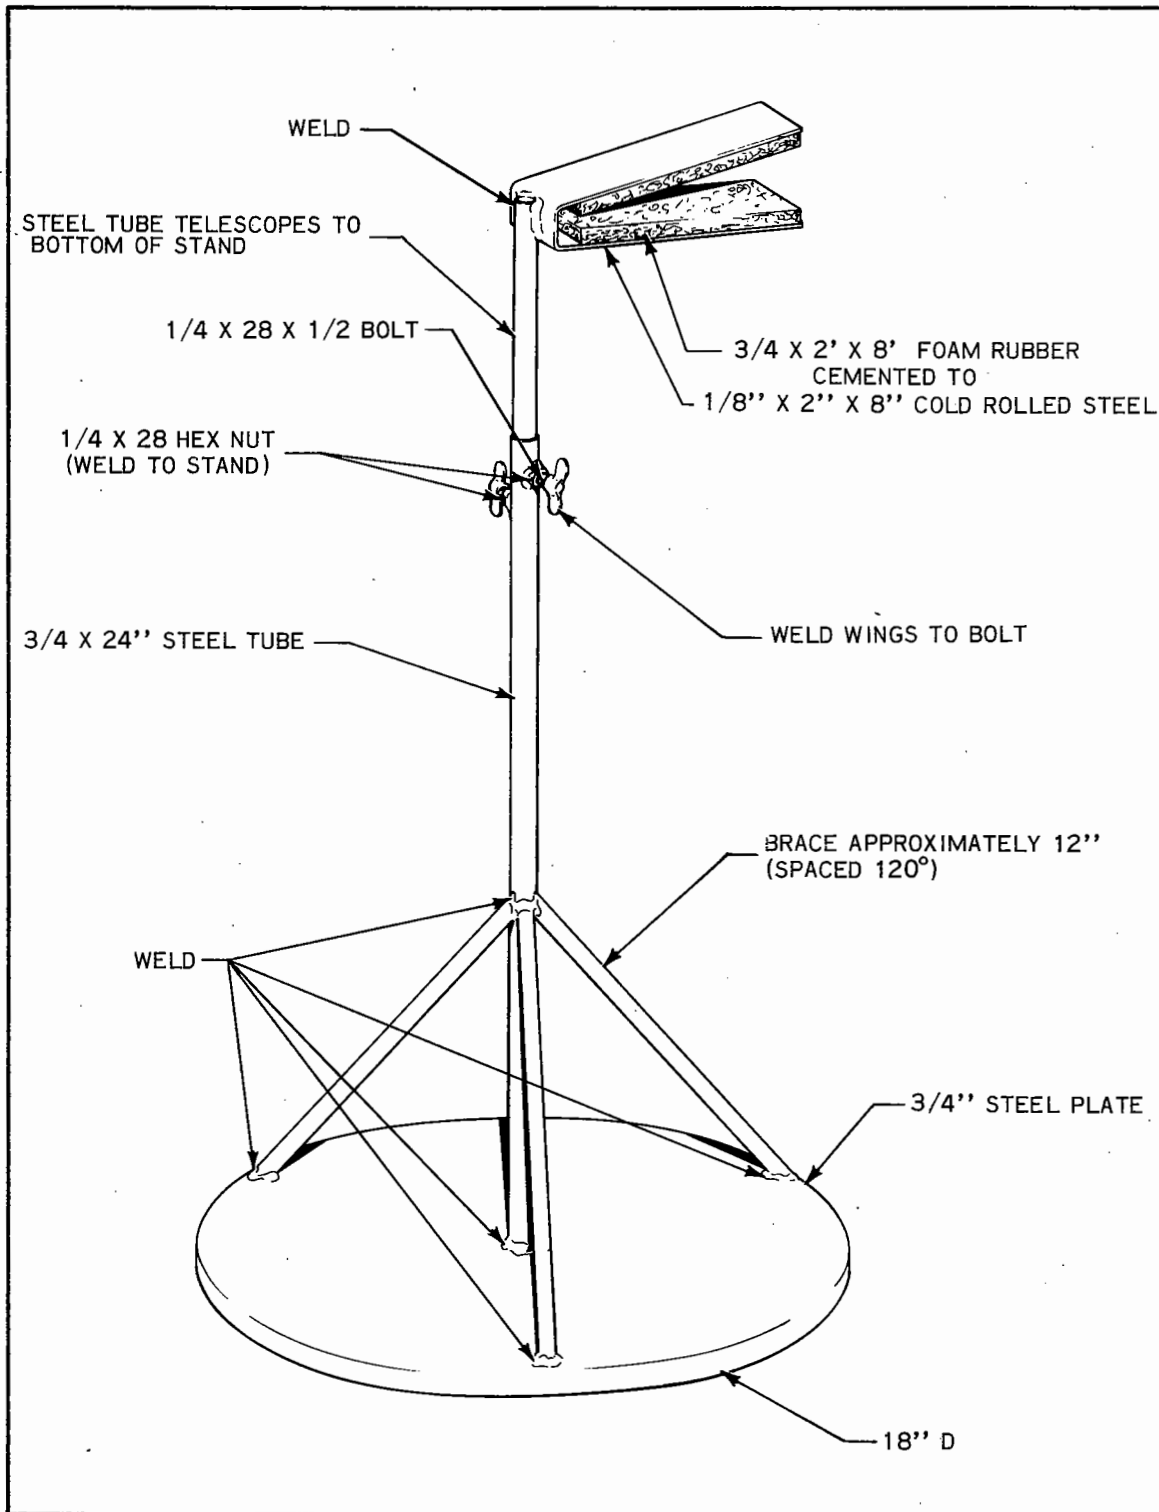 WELD
STEEL TUBE TELESCOPES TO
BOTTOM OF STAND
1/4 X 28 X 1/2 BOLT
3/4 X 2' X 8' FOAM RUBBER
CEMENTED TO
1/8'' X 2'' X 8'' COLD ROLLED STEEL
1/4 X 28 HEX NUT
(WELD TO STAND)
3/4 X 24'' STEEL TUBE
WELD WINGS TO BOLT
BRACE APPROXIMATELY 12''
(SPACED 120°)
WELD
3/4'' STEEL PLATE
18'' D